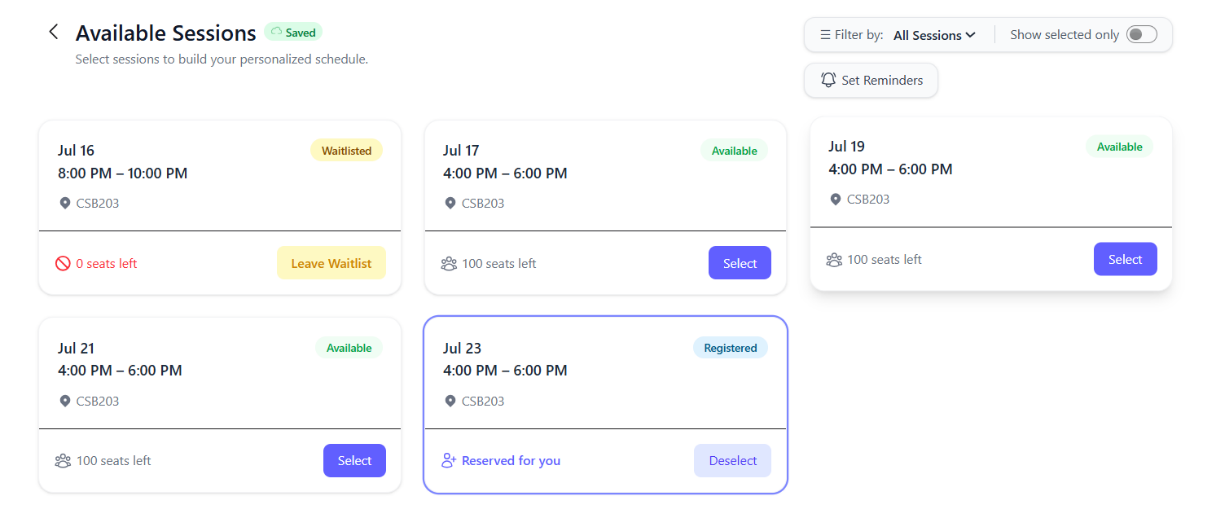 Available Sessions Saved
Select sessions to build your personalized schedule.
Filter by: All Sessions Show selected only
Set Reminders
Jul 16 Waitlisted
8:00 PM – 10:00 PM
CSB203
0 seats left Leave Waitlist
Jul 17 Available
4:00 PM – 6:00 PM
CSB203
100 seats left Select
Jul 19 Available
4:00 PM – 6:00 PM
CSB203
100 seats left Select
Jul 21 Available
4:00 PM – 6:00 PM
CSB203
100 seats left Select
Jul 23 Registered
4:00 PM – 6:00 PM
CSB203
Reserved for you Deselect